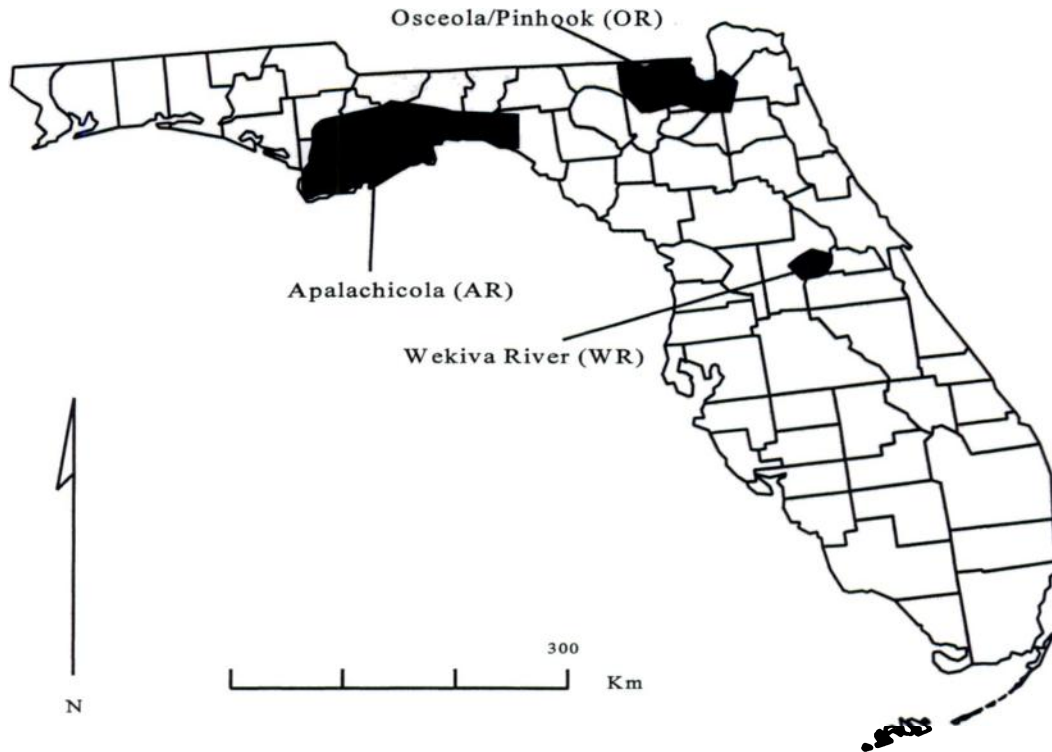 Osceola/Pinhook (OR)
Apalachicola (AR)
Wekiva River (WR)
300
Km
N